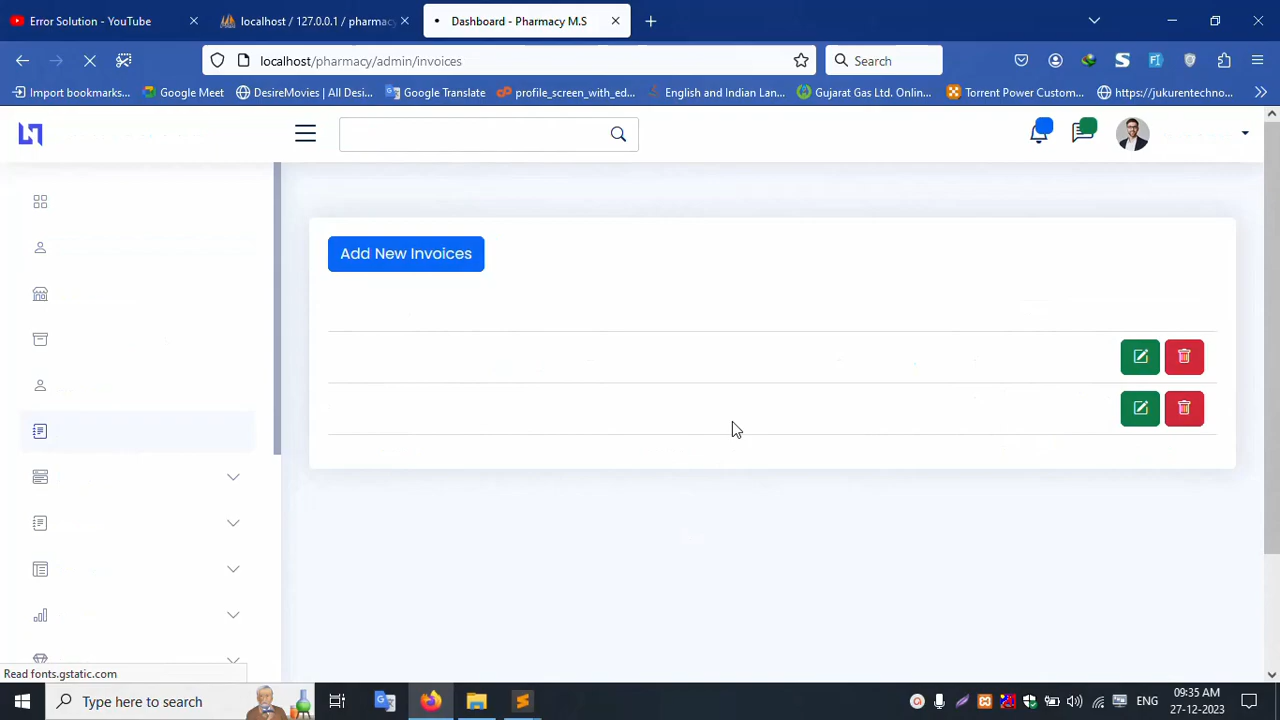 Error Solution - YouTube
localhost / 127.0.0.1 / pharmacy
Dashboard - Pharmacy M.S
localhost/pharmacy/admin/invoices
Search
Import bookmarks...
Google Meet
DesireMovies | All Desi...
Google Translate
profile_screen_with_ed...
English and Indian Lan...
Gujarat Gas Ltd. Onlin...
Torrent Power Custom...
https://jukurentechno...
Add New Invoices
Read fonts.gstatic.com
Type here to search
ENG
09:35 AM
27-12-2023